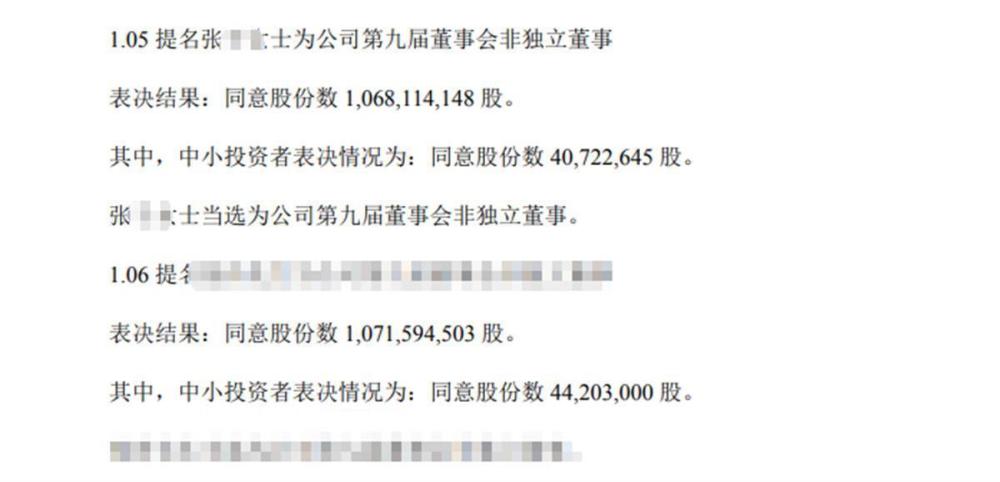 1.05 提名张士为公司第九届董事会非独立董事
表决结果：同意股份数 1,068,114,148 股。
其中，中小投资者表决情况为：同意股份数 40,722,645 股。
张士当选为公司第九届董事会非独立董事。
1.06 提
表决结果：同意股份数 1,071,594,503 股。
其中，中小投资者表决情况为：同意股份数 44,203,000 股。